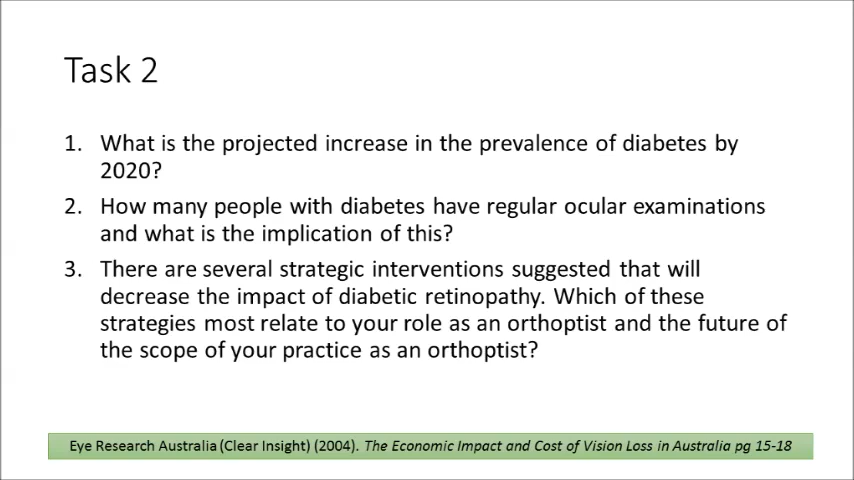 Task 2
1. What is the projected increase in the prevalence of diabetes by
2020?
2. How many people with diabetes have regular ocular examinations
and what is the implication of this?
3. There are several strategic interventions suggested that will
decrease the impact of diabetic retinopathy. Which of these
strategies most relate to your role as an orthoptist and the future of
the scope of your practice as an orthoptist?
Eye Research Australia (Clear Insight) (2004). The Economic Impact and Cost of Vision Loss in Australia pg 15-18